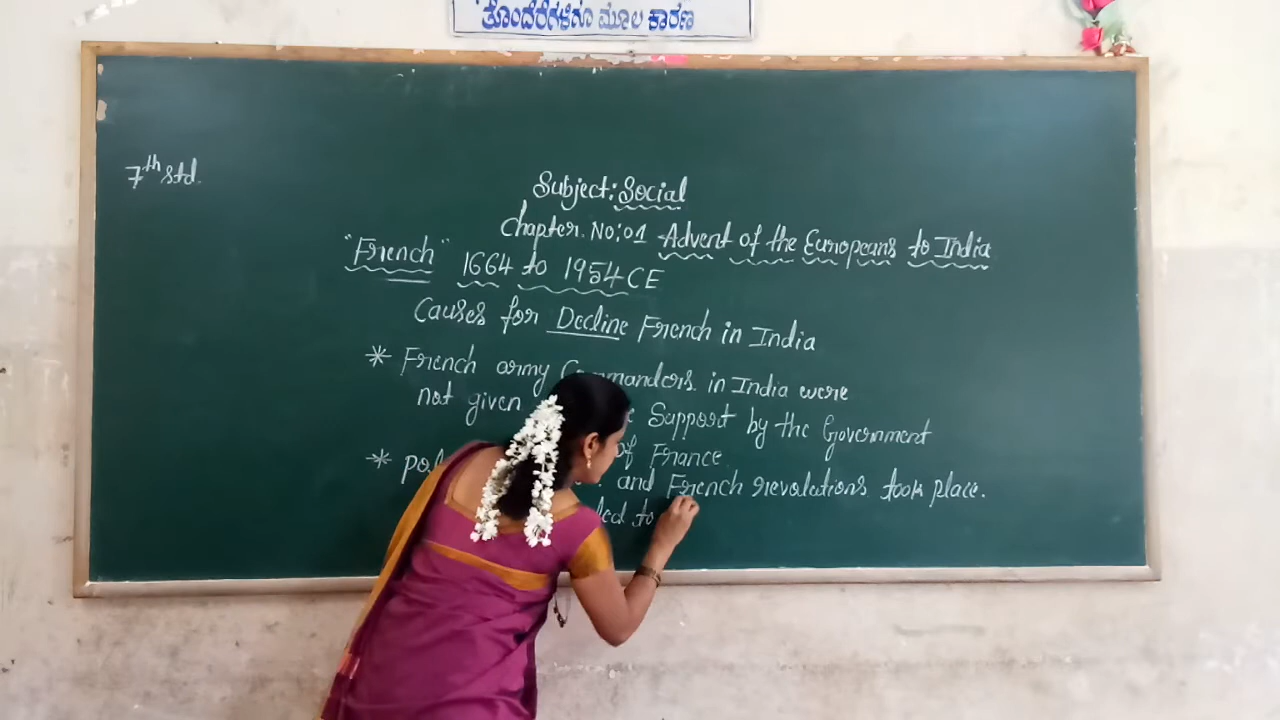 ತೊಂದರೆಗಳಿಗೂ ಮೂಲ ಕಾರಣ
7th std.
Subject: Social
Chapter. No: 01 Advent of the Europeans to India
"French" 1664 to 1954 CE
Causes for Decline French in India
* French army Commanders. in India were
not given Support by the Government
of France
* and French revolutions took place.
led to